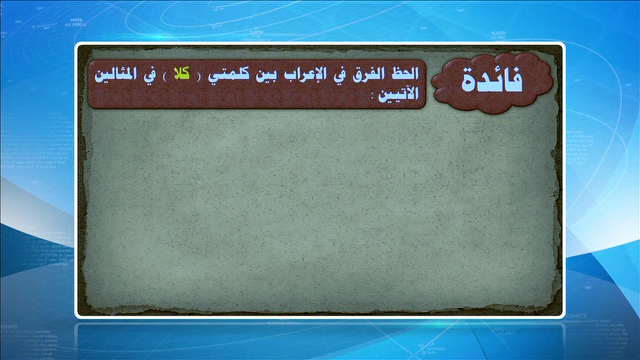 فائدة
الحظ الفرق في الإعراب بين كلمتي ( كلا ) في المثالين
الآتيين :